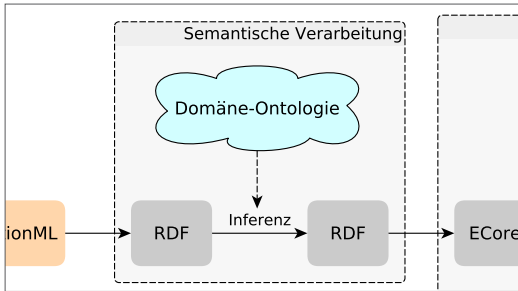 Semantische Verarbeitung
Domäne-Ontologie
Inferenz
ionML
RDF
RDF
ECore